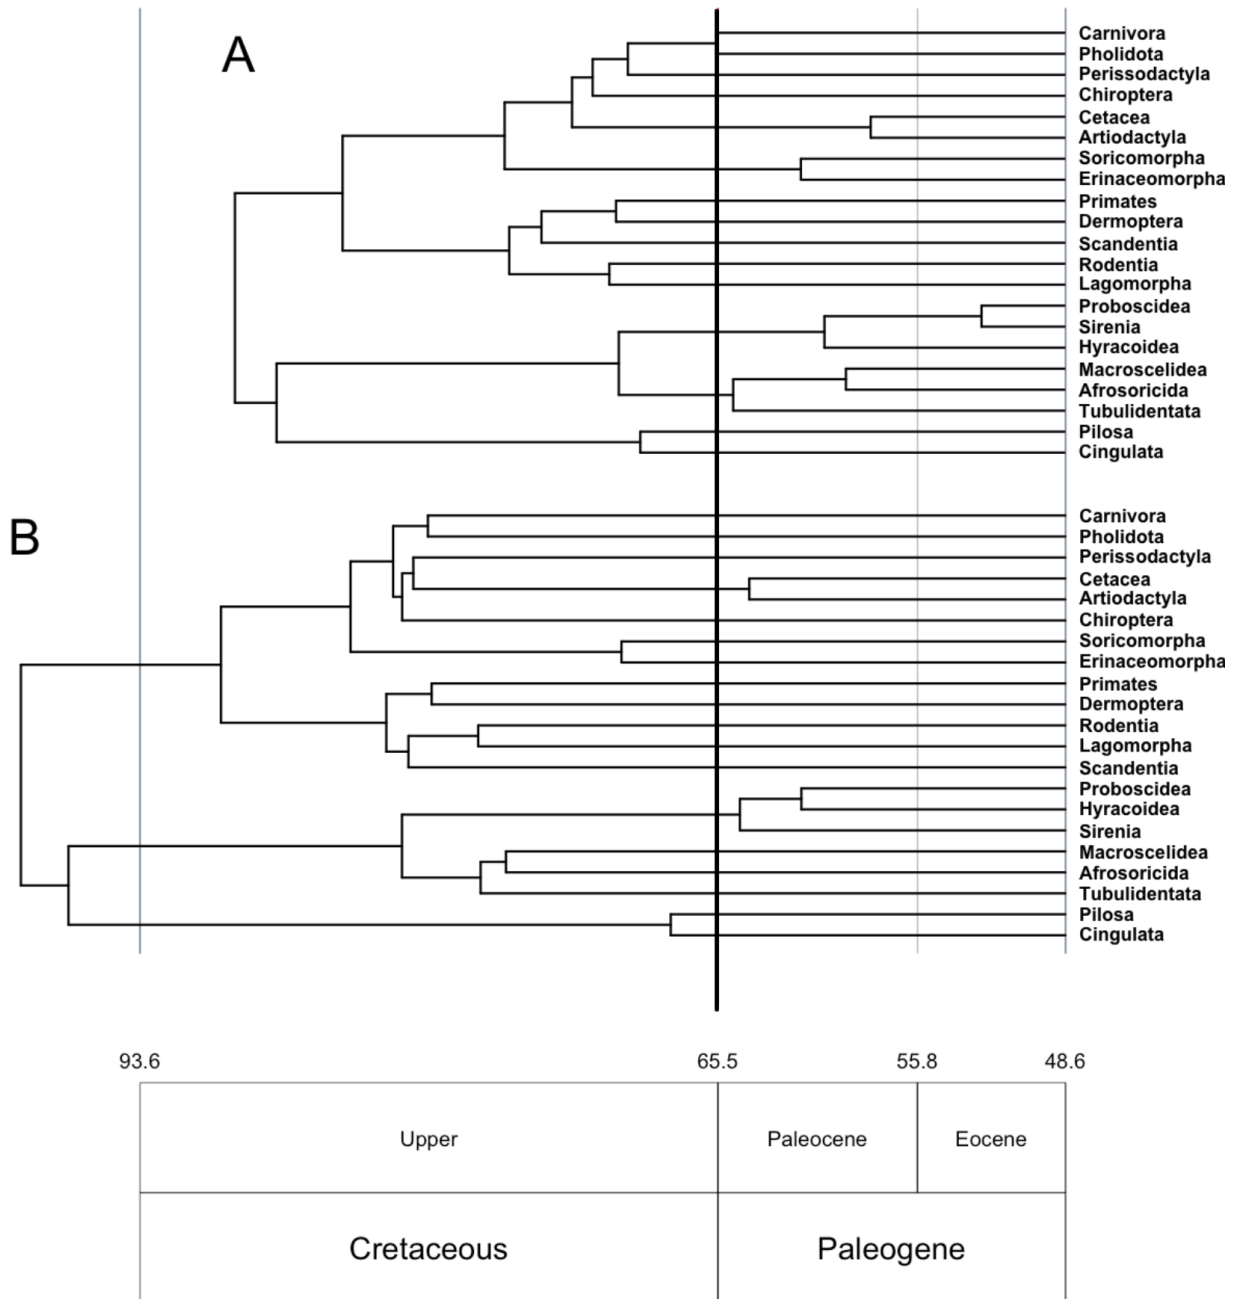 A
Carnivora
Pholidota
Perissodactyla
Chiroptera
Cetacea
Artiodactyla
Soricomorpha
Erinaceomorpha
Primates
Dermoptera
Scandentia
Rodentia
Lagomorpha
Proboscidea
Sirenia
Hyracoidea
Macroscelidea
Afrosoricida
Tubulidentata
Pilosa
Cingulata
B
Carnivora
Pholidota
Perissodactyla
Cetacea
Artiodactyla
Chiroptera
Soricomorpha
Erinaceomorpha
Primates
Dermoptera
Rodentia
Lagomorpha
Scandentia
Proboscidea
Hyracoidea
Sirenia
Macroscelidea
Afrosoricida
Tubulidentata
Pilosa
Cingulata
93.6 65.5 55.8 48.6
Upper Paleocene Eocene
Cretaceous Paleogene